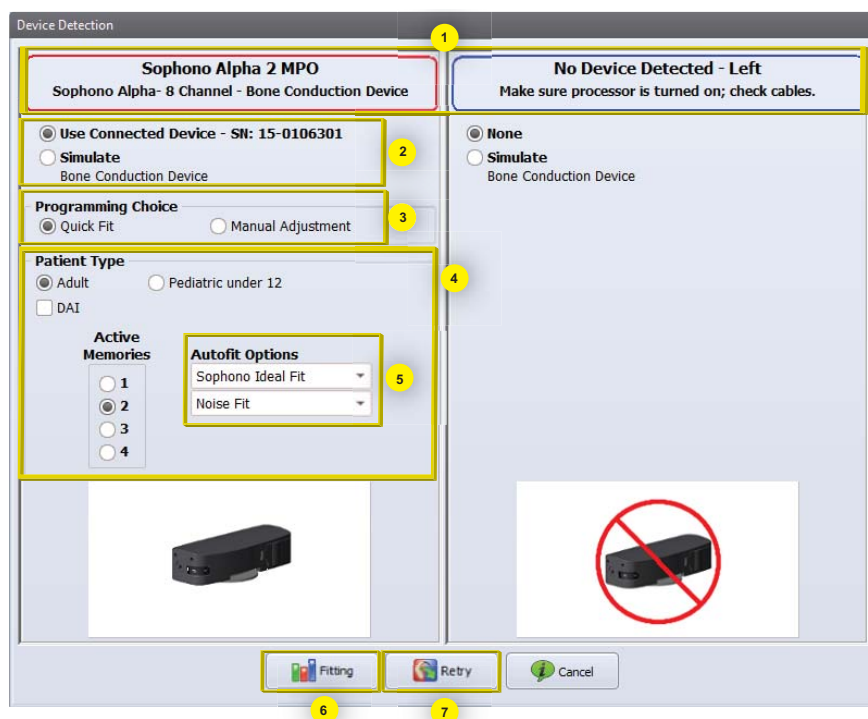 Device Detection
1
Sophono Alpha 2 MPO
Sophono Alpha- 8 Channel - Bone Conduction Device
No Device Detected - Left
Make sure processor is turned on; check cables.
Use Connected Device - SN: 15-0106301
Simulate
Bone Conduction Device
2
None
Simulate
Bone Conduction Device
Programming Choice
Quick Fit
Manual Adjustment
3
Patient Type
Adult
Pediatric under 12
4
DAI
Active
Memories
1
2
3
4
Autofit Options
Sophono Ideal Fit
Noise Fit
5
Fitting
Retry
Cancel
6
7